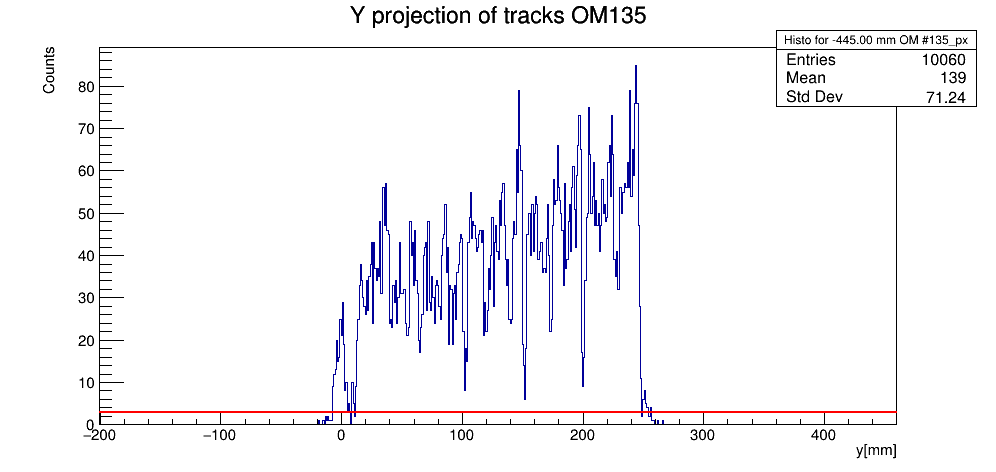 Y projection of tracks OM135
Histo for -445.00 mm OM #135_px
Entries 10060
Mean 139
Std Dev 71.24
Counts
80
70
60
50
40
30
20
10
0
−200 −100 0 100 200 300 400
y[mm]